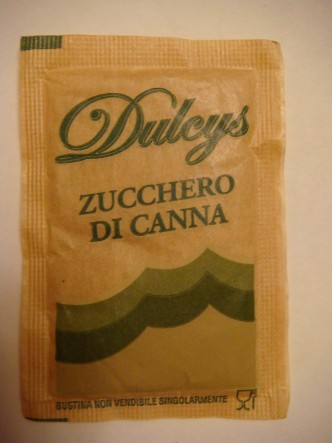 Dulcys
ZUCCHERO
DI CANNA
BUSTINA NON VENDIBILE SINGOLARMENTE